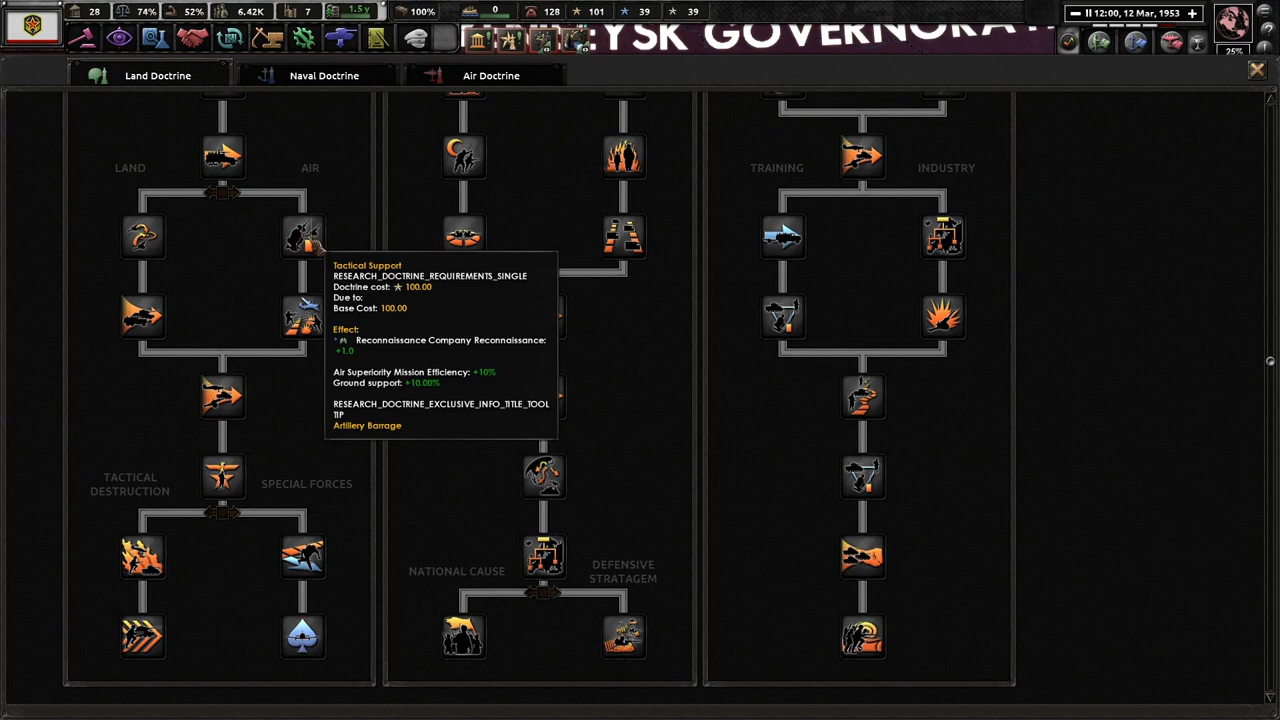 28 74% 52% 6.42K 7 1.5 y 100% 0 128 101 39 39 12:00, 12 Mar, 1953
25%
EYSK GOVERNORA
Land Doctrine Naval Doctrine Air Doctrine
LAND AIR TRAINING INDUSTRY
Tactical Support
RESEARCH_DOCTRINE_REQUIREMENTS_SINGLE
Doctrine cost: 100.00
Due to:
Base Cost: 100.00
Effect:
Reconnaissance Company Reconnaissance:
+1.0
Air Superiority Mission Efficiency: +10%
Ground support: +10.00%
RESEARCH_DOCTRINE_EXCLUSIVE_INFO_TITLE_TOOL
TIP
Artillery Barrage
TACTICAL
DESTRUCTION
SPECIAL FORCES
NATIONAL CAUSE
DEFENSIVE
STRATAGEM